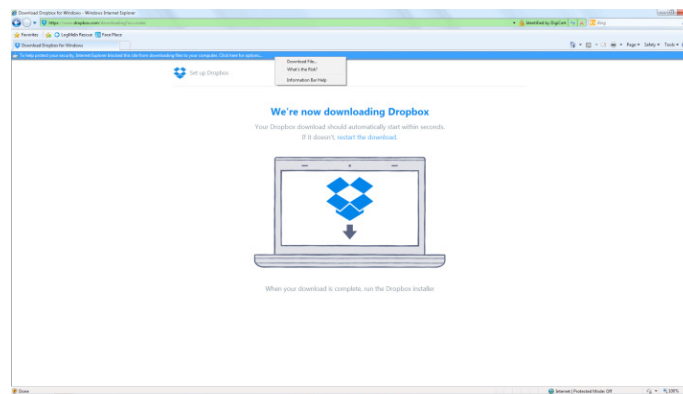 Download Dropbox for Windows - Windows Internet Explorer
Identified by DigiCert
Bing
Favorites LogMeIn Rescue Face Place
Download Dropbox for Windows
Page Safety Tools
To help protect your security, Internet Explorer blocked this site from downloading files to your computer. Click here for options...
Download File...
What's the Risk?
Information Bar Help
Set up Dropbox
We're now downloading Dropbox
Your Dropbox download should automatically start within seconds.
If it doesn't, restart the download.
When your download is complete, run the Dropbox installer
Done
Internet | Protected Mode: Off
100%